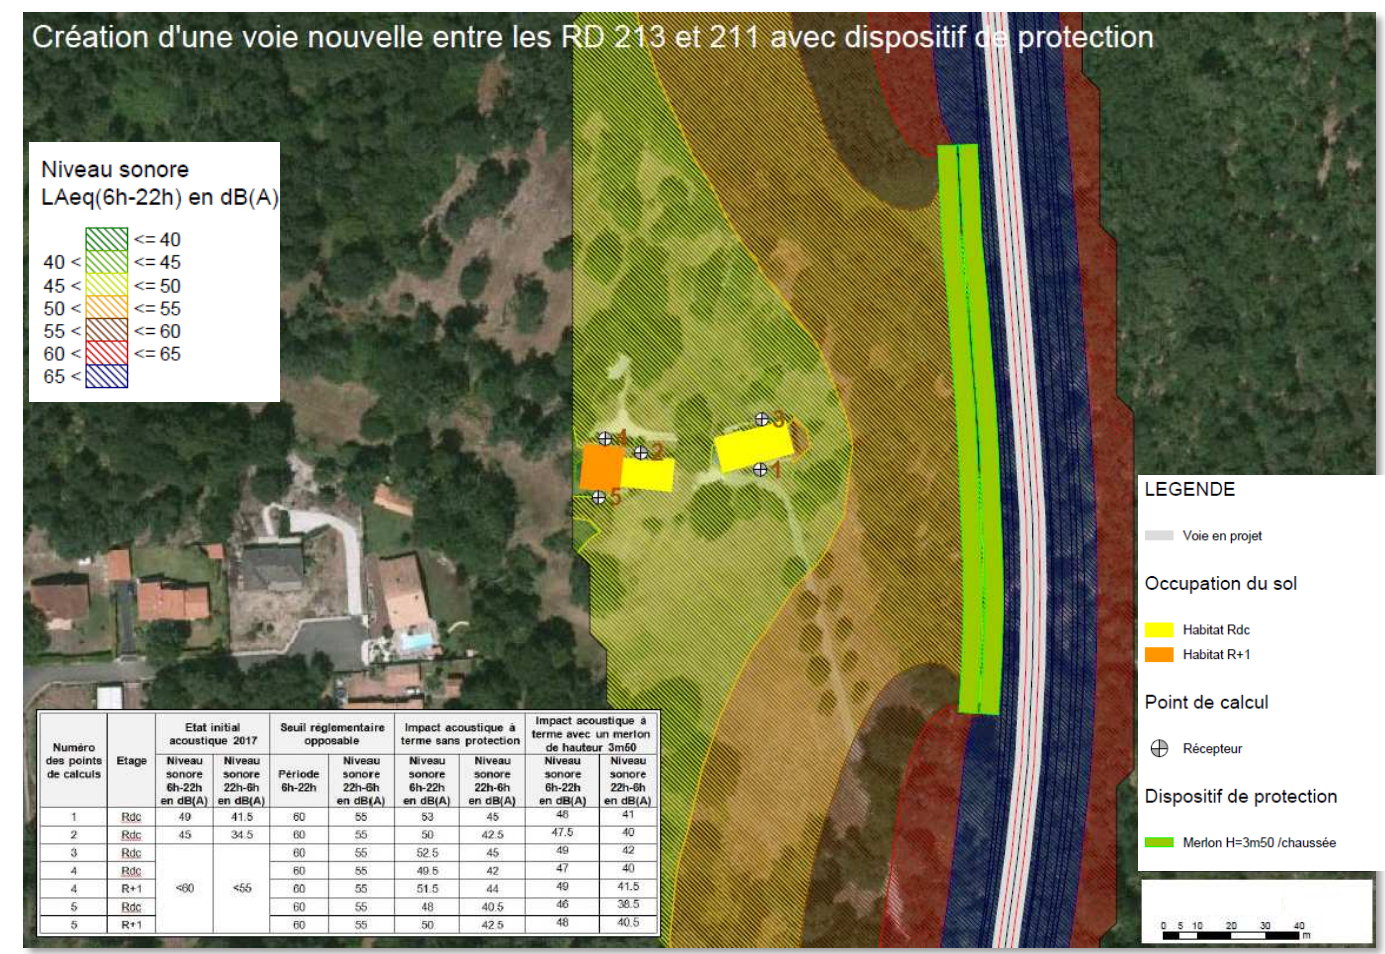 Création d'une voie nouvelle entre les RD 213 et 211 avec dispositif de protection
Niveau sonore
LAeq(6h-22h) en dB(A)
<= 40
40 < <= 45
45 < <= 50
50 < <= 55
55 < <= 60
60 < <= 65
65 <
3
4
2
1
5
LEGENDE
Voie en projet
Occupation du sol
Habitat Rdc
Habitat R+1
Point de calcul
Récepteur
Dispositif de protection
Merlon H=3m50 /chaussée
0 5 10 20 30 40
m
Numéro des points de calculs
Etage
Etat initial acoustique 2017
Seuil réglementaire opposable
Impact acoustique à terme sans protection
Impact acoustique à terme avec un merlon de hauteur 3m50
Niveau sonore 6h-22h en dB(A)
Niveau sonore 22h-6h en dB(A)
Période 6h-22h
Niveau sonore 22h-6h en dB(A)
Niveau sonore 6h-22h en dB(A)
Niveau sonore 22h-6h en dB(A)
Niveau sonore 6h-22h en dB(A)
Niveau sonore 22h-6h en dB(A)
1 Rdc 49 41.5 60 55 53 45 48 41
2 Rdc 45 34.5 60 55 50 42.5 47.5 40
3 Rdc <60 <55 60 55 52.5 45 49 42
4 Rdc 60 55 49.5 42 47 40
4 R+1 60 55 51.5 44 49 41.5
5 Rdc 60 55 48 40.5 46 38.5
5 R+1 60 55 50 42.5 48 40.5